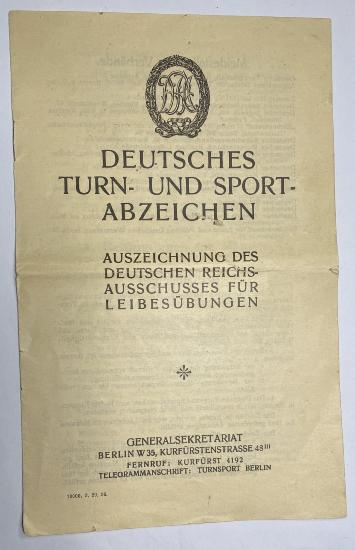 DRA
DEUTSCHES
TURN- UND SPORT-
ABZEICHEN
AUSZEICHNUNG DES
DEUTSCHEN REICHS-
AUSSCHUSSES FÜR
LEIBESÜBUNGEN
GENERALSEKRETARIAT
BERLIN W 35, KURFÜRSTENSTRASSE 48III
FERNRUF: KURFÜRST 4192
TELEGRAMMANSCHRIFT: TURNSPORT BERLIN